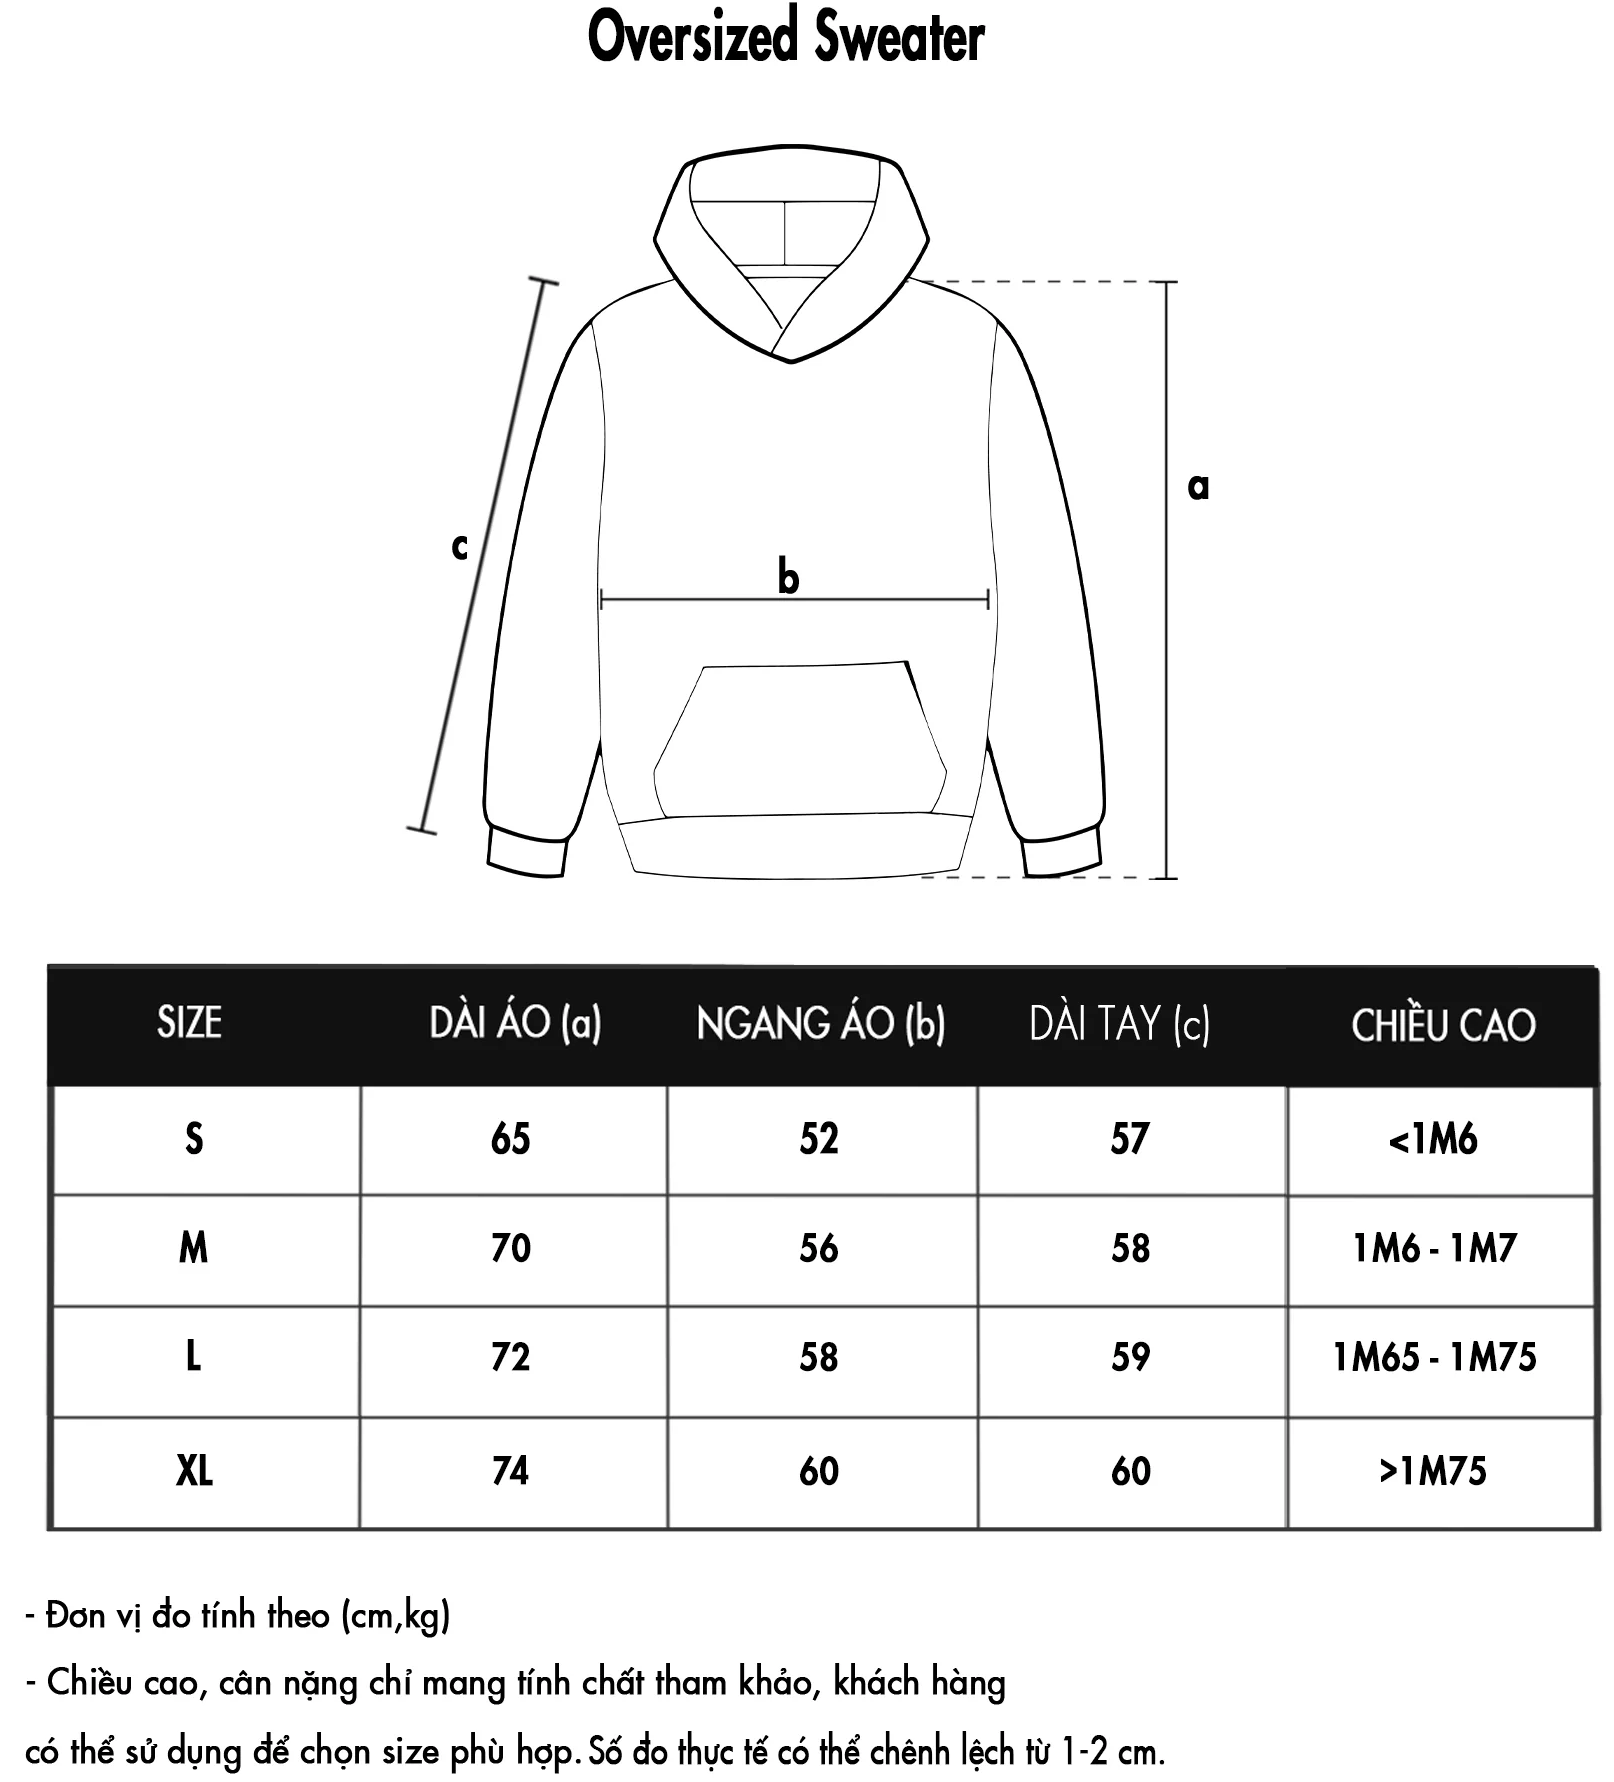 Oversized Sweater
a
c
b
SIZE DÀI ÁO (a) NGANG ÁO (b) DÀI TAY (c) CHIỀU CAO
S 65 52 57 <1M6
M 70 56 58 1M6 - 1M7
L 72 58 59 1M65 - 1M75
XL 74 60 60 >1M75
- Đơn vị đo tính theo (cm,kg)
- Chiều cao, cân nặng chỉ mang tính chất tham khảo, khách hàng
có thể sử dụng để chọn size phù hợp. Số đo thực tế có thể chênh lệch từ 1-2 cm.